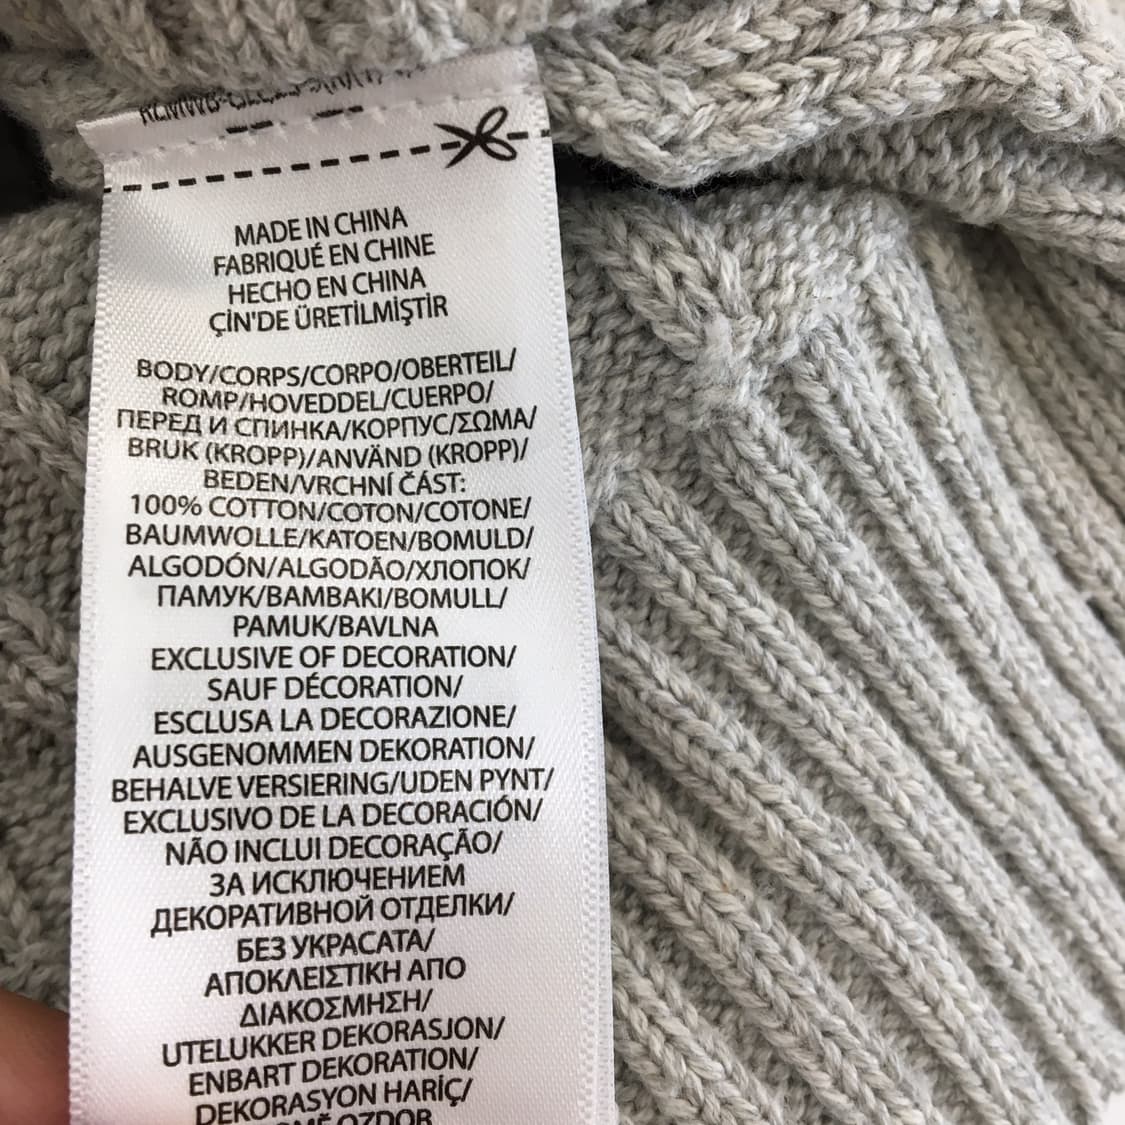 MADE IN CHINA
FABRIQUÉ EN CHINE
HECHO EN CHINA
ÇİN'DE ÜRETİLMİŞTİR
BODY/CORPS/CORPO/OBERTEIL/
ROMP/HOVEDDEL/CUERPO/
ПЕРЕД И СПИНКА/КОРПУС/ΣΩΜΑ/
BRUK (KROPP)/ANVÄND (KROPP)/
BEDEN/VRCHNÍ ČÁST:
100% COTTON/COTON/COTONE/
BAUMWOLLE/KATOEN/BOMULD/
ALGODÓN/ALGODÃO/ХЛОПОК/
ПАМУК/ΒΑΜΒΑΚΙ/BOMULL/
PAMUK/BAVLNA
EXCLUSIVE OF DECORATION/
SAUF DÉCORATION/
ESCLUSA LA DECORAZIONE/
AUSGENOMMEN DEKORATION/
BEHALVE VERSIERING/UDEN PYNT/
EXCLUSIVO DE LA DECORACIÓN/
NÃO INCLUI DECORAÇÃO/
ЗА ИСКЛЮЧЕНИЕМ
ДЕКОРАТИВНОЙ ОТДЕЛКИ/
БЕЗ УКРАСАТА/
ΑΠΟΚΛΕΙΣΤΙΚΗ ΑΠΟ
ΔΙΑΚΟΣΜΗΣΗ/
UTELUKKER DEKORASJON/
ENBART DEKORATION/
DEKORASYON HARİÇ/
OZDOB